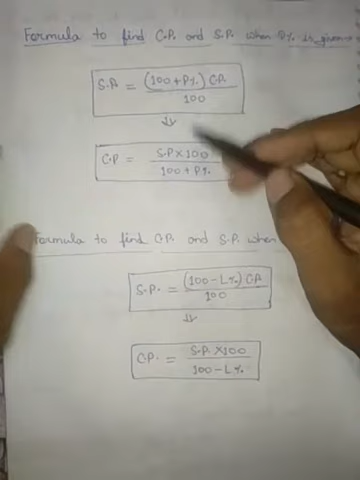 Formula to find C.P. and S.P. when P% is given
S.P. = (100+P%) C.P.
100
⇓
C.P = S.P×100
100+P%
Formula to find C.P. and S.P. when
S.P. = (100-L%) C.P.
100
⇓
C.P. = S.P. ×100
100-L%